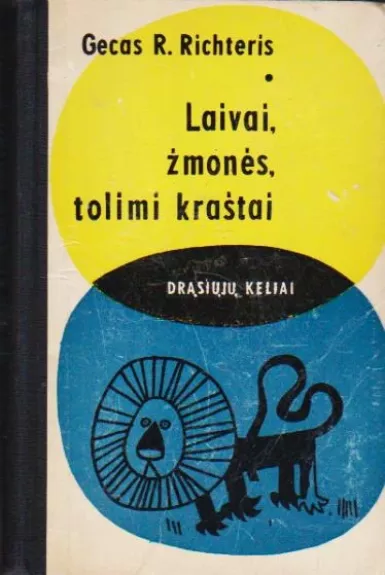 Gecas R. Richteris
Laivai,
žmonės,
tolimi kraštai
DRĄSIŲJŲ KELIAI